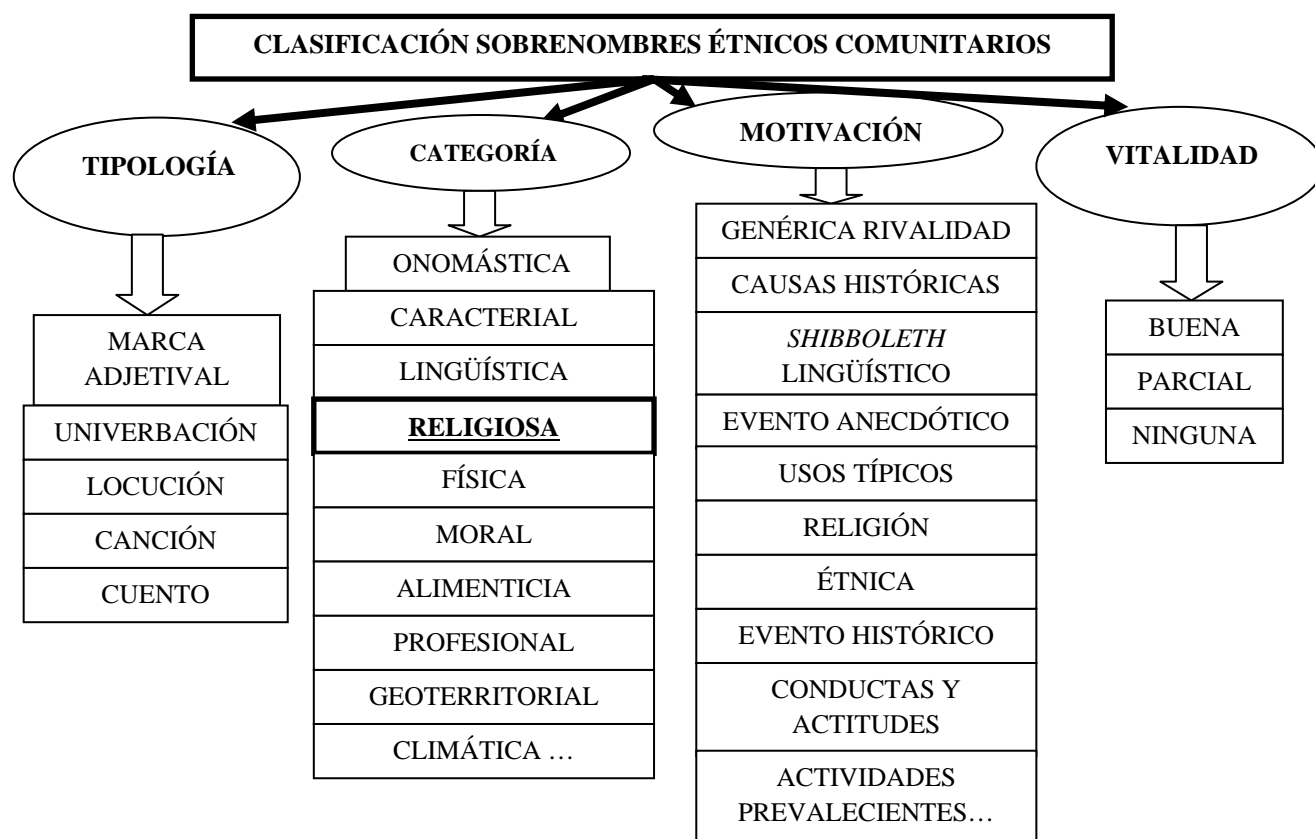 CLASIFICACIÓN SOBRENOMBRES ÉTNICOS COMUNITARIOS
TIPOLOGÍA
MARCA
ADJETIVAL
UNIVERBACIÓN
LOCUCIÓN
CANCIÓN
CUENTO
CATEGORÍA
ONOMÁSTICA
CARACTERIAL
LINGÜÍSTICA
RELIGIOSA
FÍSICA
MORAL
ALIMENTICIA
PROFESIONAL
GEOTERRITORIAL
CLIMÁTICA …
MOTIVACIÓN
GENÉRICA RIVALIDAD
CAUSAS HISTÓRICAS
SHIBBOLETH
LINGÜÍSTICO
EVENTO ANECDÓTICO
USOS TÍPICOS
RELIGIÓN
ÉTNICA
EVENTO HISTÓRICO
CONDUCTAS Y
ACTITUDES
ACTIVIDADES
PREVALECIENTES…
VITALIDAD
BUENA
PARCIAL
NINGUNA